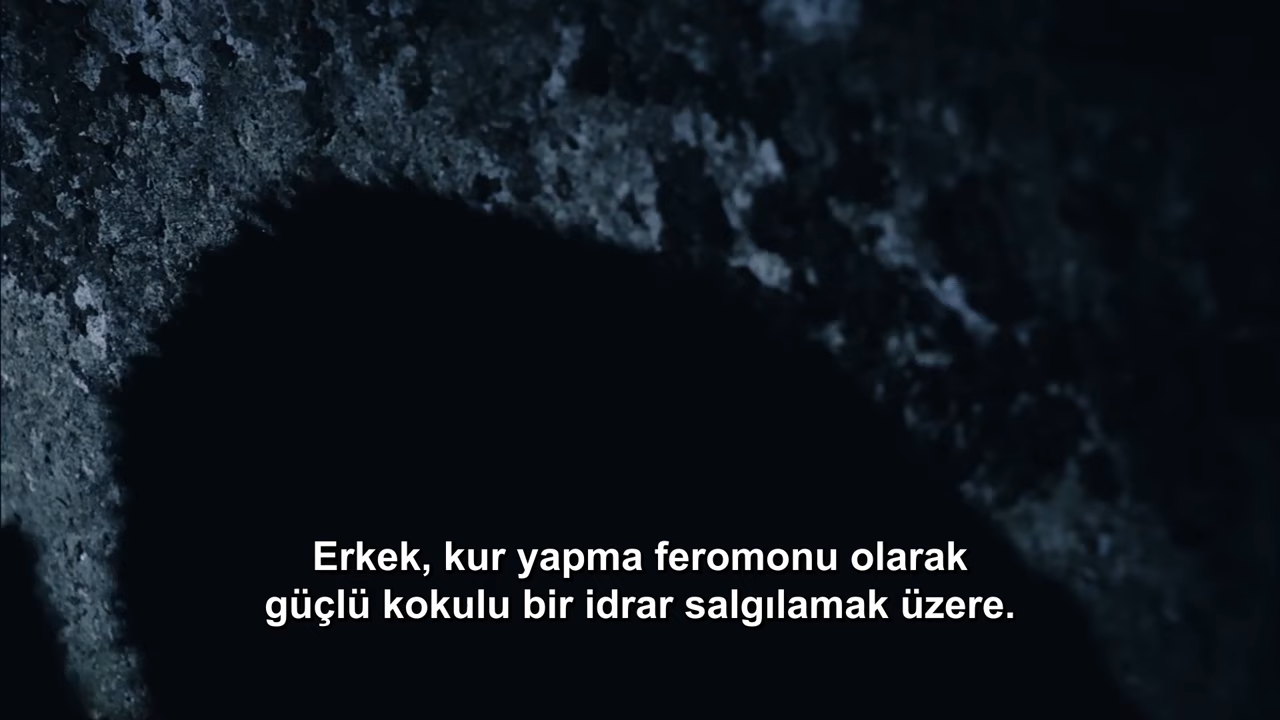 Erkek, kur yapma feromonu olarak
güçlü kokulu bir idrar salgılamak üzere.